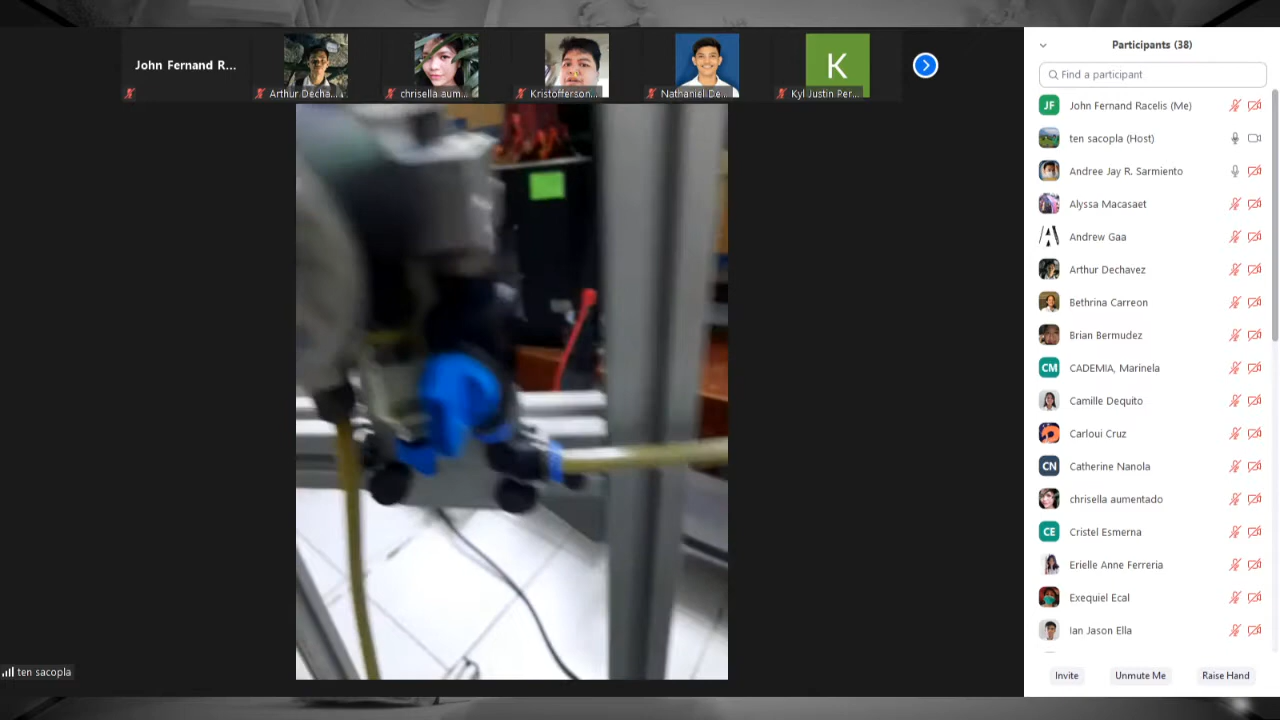 John Fernand R...
Arthur Decha...
chrisella aum...
Kristofferson...
Nathaniel De...
K
Kyl Justin Per...
Participants (38)
Find a participant
JF John Fernand Racelis (Me)
ten sacopla (Host)
Andree Jay R. Sarmiento
Alyssa Macasaet
Andrew Gaa
Arthur Dechavez
Bethrina Carreon
Brian Bermudez
CM CADEMIA, Marinela
Camille Dequito
Carloui Cruz
CN Catherine Nanola
chrisella aumentado
CE Cristel Esmerna
Erielle Anne Ferreria
Exequiel Ecal
Ian Jason Ella
ten sacopla
Invite Unmute Me Raise Hand